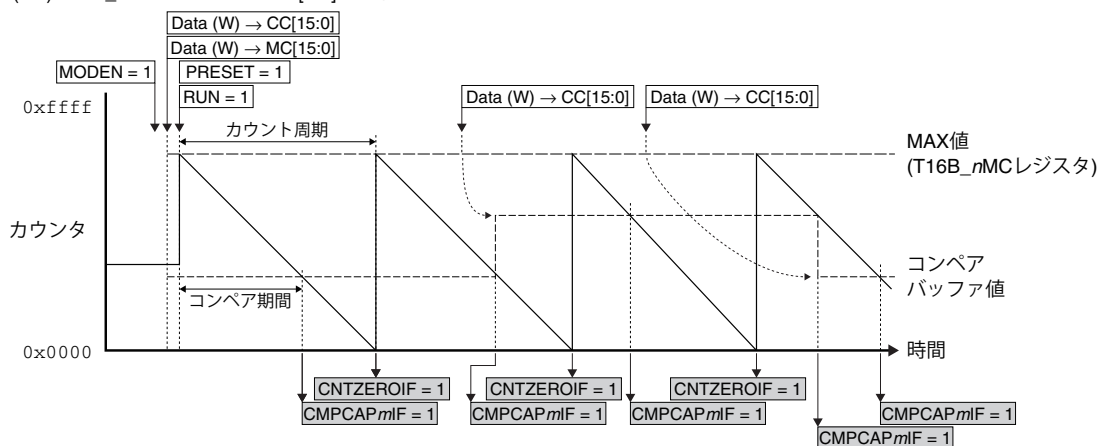 Data (W) → CC[15:0]
Data (W) → MC[15:0]
MODEN = 1
PRESET = 1
RUN = 1
Data (W) → CC[15:0]
Data (W) → CC[15:0]
0xffff
カウント周期
MAX値
(T16B_nMCレジスタ)
カウンタ
コンペア
バッファ値
コンペア期間
0x0000
時間
CNTZEROIF = 1
CNTZEROIF = 1
CNTZEROIF = 1
CMPCAPmIF = 1
CMPCAPmIF = 1
CMPCAPmIF = 1
CMPCAPmIF = 1
CMPCAPmIF = 1